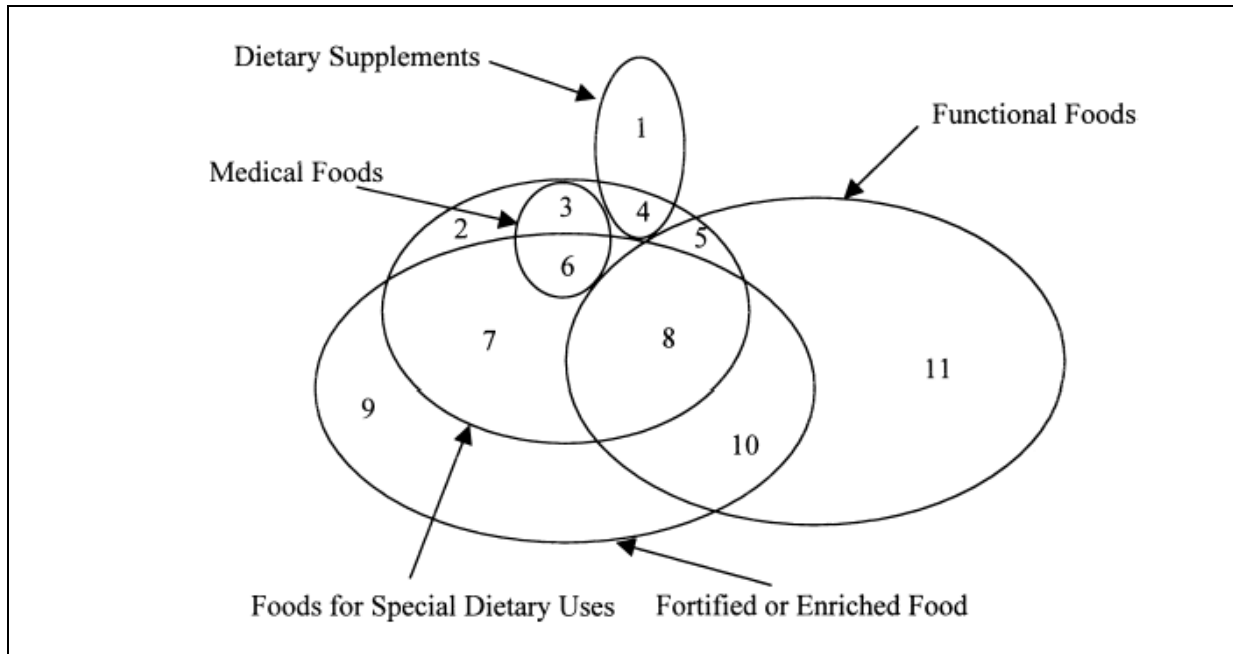 Dietary Supplements
1
Functional Foods
Medical Foods
3
4
2
5
6
7
8
11
9
10
Foods for Special Dietary Uses
Fortified or Enriched Food